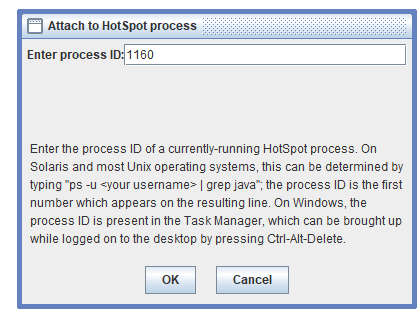 Attach to HotSpot process
Enter process ID: 1160
Enter the process ID of a currently-running HotSpot process. On
Solaris and most Unix operating systems, this can be determined by
typing "ps -u <your username> | grep java"; the process ID is the first
number which appears on the resulting line. On Windows, the
process ID is present in the Task Manager, which can be brought up
while logged on to the desktop by pressing Ctrl-Alt-Delete.
OK Cancel